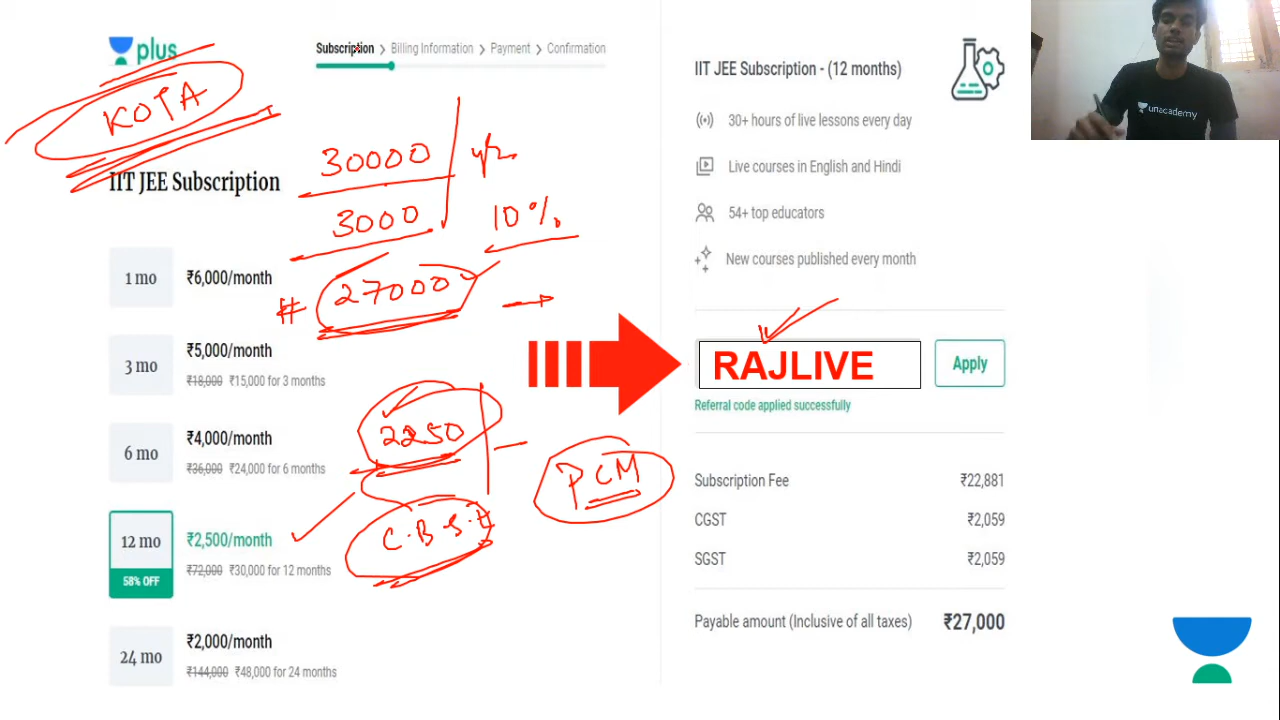 plus
Subscription > Billing Information > Payment > Confirmation
KOTA
IIT JEE Subscription
30000
3000
10%
# 27000
1 mo ₹6,000/month
3 mo ₹5,000/month
₹18,000 ₹15,000 for 3 months
6 mo ₹4,000/month
₹36,000 ₹24,000 for 6 months
2250
PCM
C.B.S.E
12 mo ₹2,500/month
58% OFF ₹72,000 ₹30,000 for 12 months
24 mo ₹2,000/month
₹144,000 ₹48,000 for 24 months
IIT JEE Subscription - (12 months)
30+ hours of live lessons every day
Live courses in English and Hindi
54+ top educators
New courses published every month
RAJLIVE Apply
Referral code applied successfully
Subscription Fee ₹22,881
CGST ₹2,059
SGST ₹2,059
Payable amount (Inclusive of all taxes) ₹27,000
unacademy